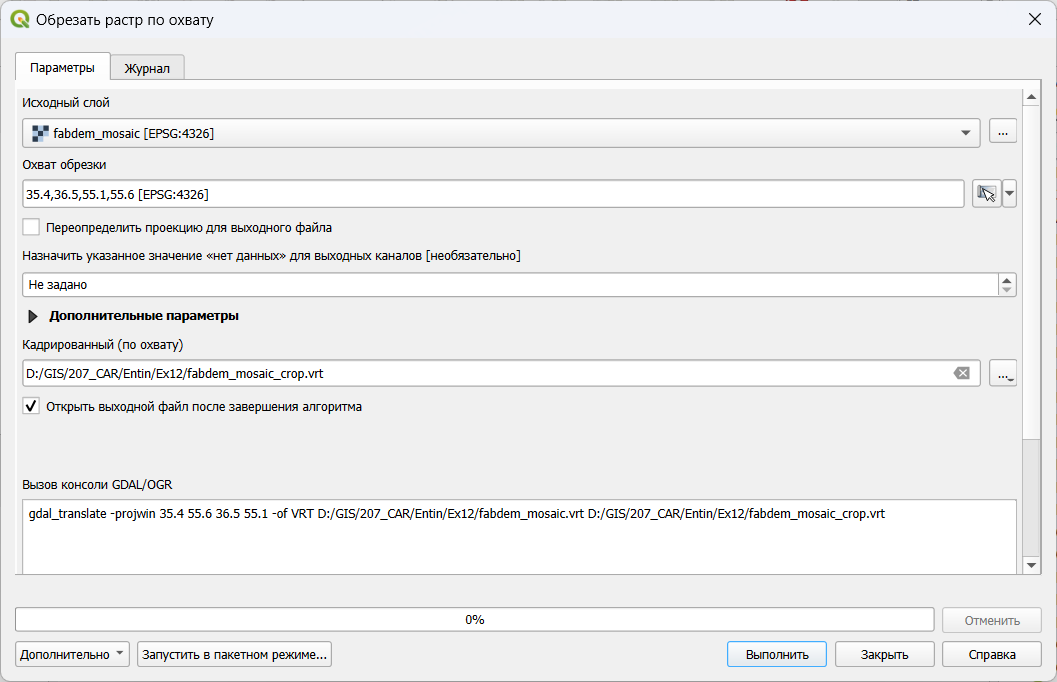 Обрезать растр по охвату
Параметры
Журнал
Исходный слой
fabdem_mosaic [EPSG:4326]
...
Охват обрезки
35.4,36.5,55.1,55.6 [EPSG:4326]
Переопределить проекцию для выходного файла
Назначить указанное значение «нет данных» для выходных каналов [необязательно]
Не задано
Дополнительные параметры
Кадрированный (по охвату)
D:/GIS/207_CAR/Entin/Ex12/fabdem_mosaic_crop.vrt
...
Открыть выходной файл после завершения алгоритма
Вызов консоли GDAL/OGR
gdal_translate -projwin 35.4 55.6 36.5 55.1 -of VRT D:/GIS/207_CAR/Entin/Ex12/fabdem_mosaic.vrt D:/GIS/207_CAR/Entin/Ex12/fabdem_mosaic_crop.vrt
0%
Отменить
Дополнительно
Запустить в пакетном режиме...
Выполнить
Закрыть
Справка